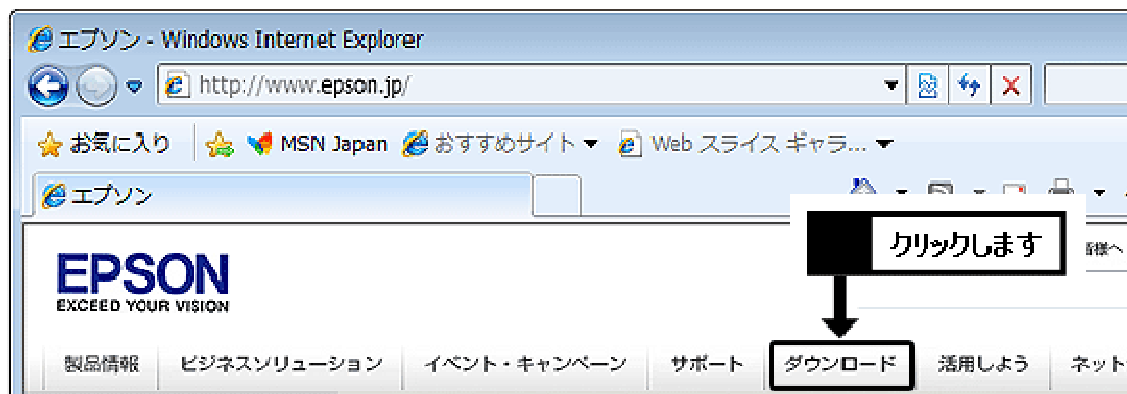 エプソン - Windows Internet Explorer
http://www.epson.jp/
お気に入り MSN Japan おすすめサイト Web スライス ギャラ...
エプソン
クリックします
EPSON
EXCEED YOUR VISION
製品情報 ビジネスソリューション イベント・キャンペーン サポート ダウンロード 活用しよう ネット